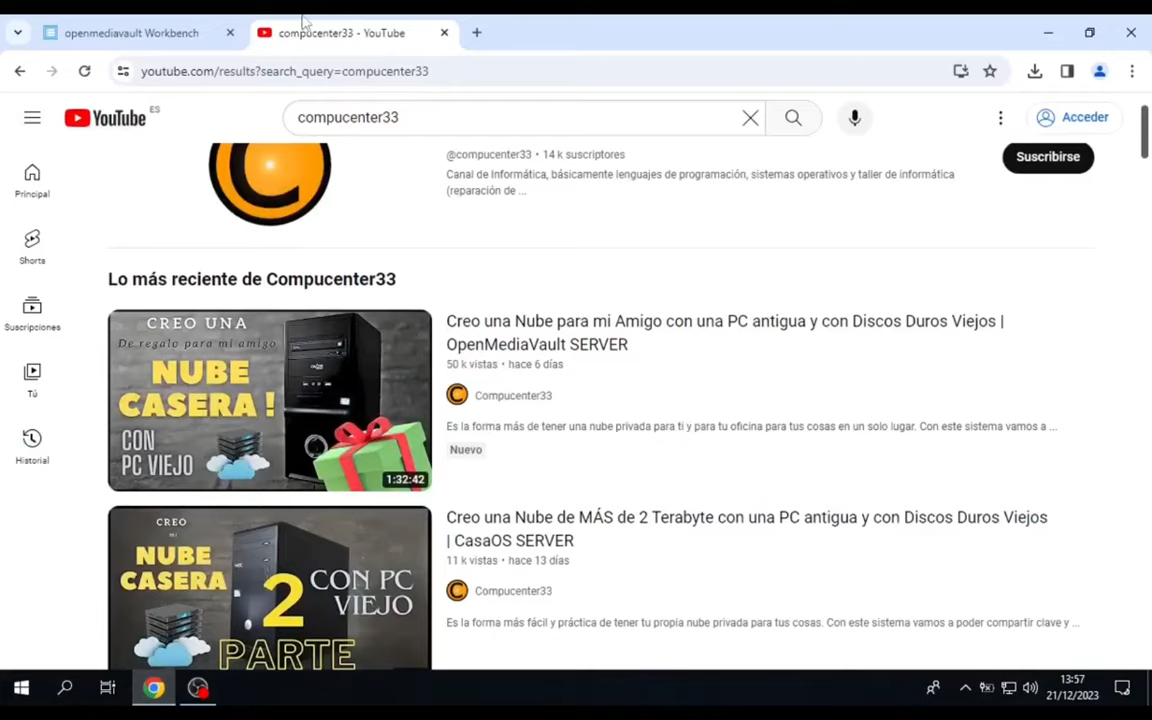 openmediavault Workbench
compucenter33 - YouTube
youtube.com/results?search_query=compucenter33
YouTube ES
compucenter33
Acceder
Principal
Shorts
Suscripciones
Tú
Historial
@compucenter33 • 14 k suscriptores
Canal de Informática, básicamente lenguajes de programación, sistemas operativos y taller de informática
(reparación de ...
Suscribirse
Lo más reciente de Compucenter33
CREO UNA
De regalo para mi amigo
NUBE
CASERA !
CON
PC VIEJO
1:32:42
Creo una Nube para mi Amigo con una PC antigua y con Discos Duros Viejos |
OpenMediaVault SERVER
50 k vistas • hace 6 días
Compucenter33
Es la forma más de tener una nube privada para ti y para tu oficina para tus cosas en un solo lugar. Con este sistema vamos a ...
Nuevo
CREO
mi
NUBE
CASERA
2
CON PC
VIEJO
PARTE
Creo una Nube de MÁS de 2 Terabyte con una PC antigua y con Discos Duros Viejos
| CasaOS SERVER
11 k vistas • hace 13 días
Compucenter33
Es la forma más fácil y práctica de tener tu propia nube privada para tus cosas. Con este sistema vamos a poder compartir clave y ...
13:57
21/12/2023